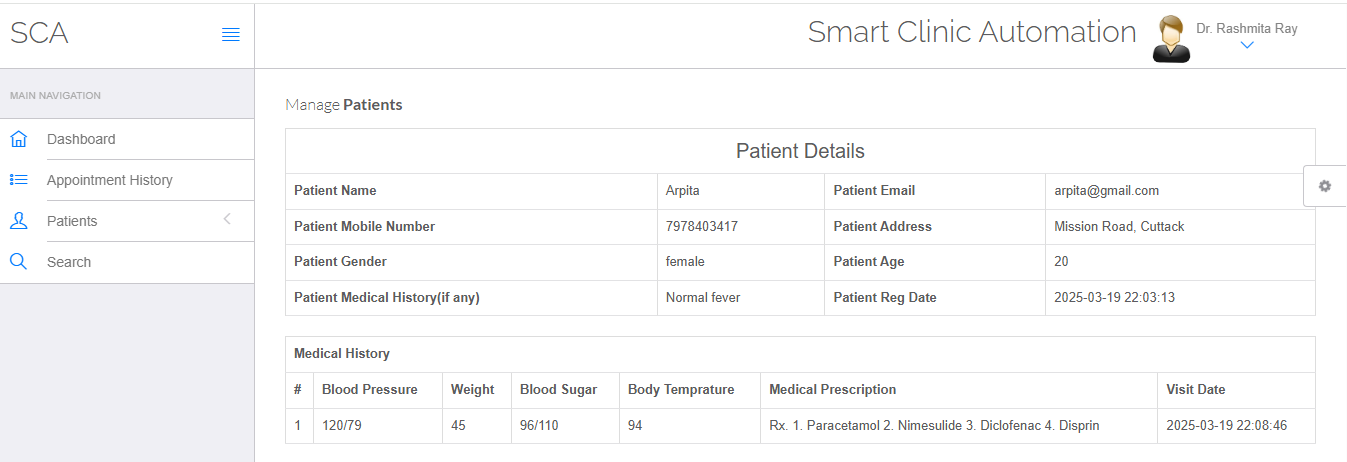 SCA
Smart Clinic Automation
Dr. Rashmita Ray
MAIN NAVIGATION
Dashboard
Appointment History
Patients
Search
Manage Patients
Patient Details
Patient Name Arpita Patient Email arpita@gmail.com
Patient Mobile Number 7978403417 Patient Address Mission Road, Cuttack
Patient Gender female Patient Age 20
Patient Medical History(if any) Normal fever Patient Reg Date 2025-03-19 22:03:13
Medical History
# Blood Pressure Weight Blood Sugar Body Temprature Medical Prescription Visit Date
1 120/79 45 96/110 94 Rx. 1. Paracetamol 2. Nimesulide 3. Diclofenac 4. Disprin 2025-03-19 22:08:46